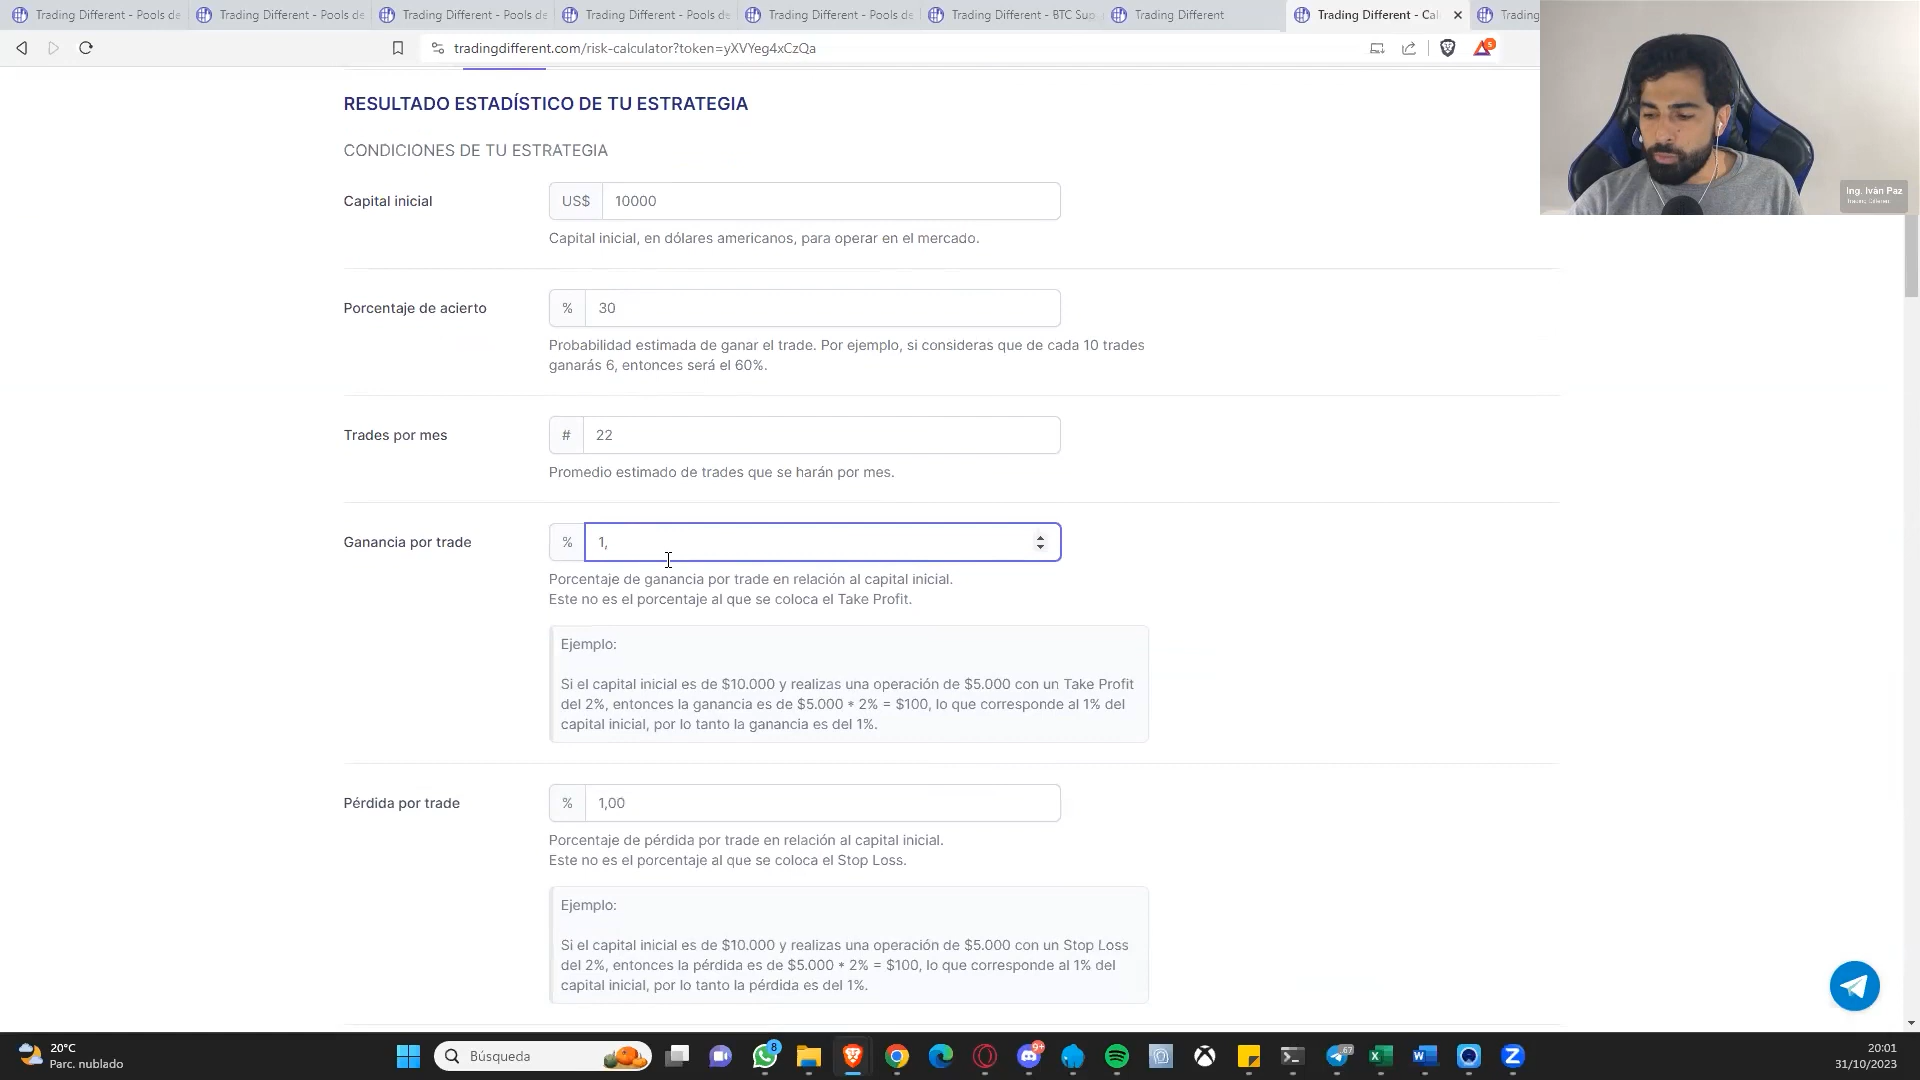 Trading Different - Pools de
Trading Different - Pools de
Trading Different - Pools de
Trading Different - Pools de
Trading Different - Pools de
Trading Different - BTC Sup
Trading Different
Trading Different - Cal
Trading
tradingdifferent.com/risk-calculator?token=yXVYeg4xCzQa
5
Ing. Iván Paz
RESULTADO ESTADÍSTICO DE TU ESTRATEGIA
CONDICIONES DE TU ESTRATEGIA
Capital inicial
US$ 10000
Capital inicial, en dólares americanos, para operar en el mercado.
Porcentaje de acierto
% 30
Probabilidad estimada de ganar el trade. Por ejemplo, si consideras que de cada 10 trades
ganarás 6, entonces será el 60%.
Trades por mes
# 22
Promedio estimado de trades que se harán por mes.
Ganancia por trade
% 1,
Porcentaje de ganancia por trade en relación al capital inicial.
Este no es el porcentaje al que se coloca el Take Profit.
Ejemplo:
Si el capital inicial es de $10.000 y realizas una operación de $5.000 con un Take Profit
del 2%, entonces la ganancia es de $5.000 * 2% = $100, lo que corresponde al 1% del
capital inicial, por lo tanto la ganancia es del 1%.
Pérdida por trade
% 1,00
Porcentaje de pérdida por trade en relación al capital inicial.
Este no es el porcentaje al que se coloca el Stop Loss.
Ejemplo:
Si el capital inicial es de $10.000 y realizas una operación de $5.000 con un Stop Loss
del 2%, entonces la pérdida es de $5.000 * 2% = $100, lo que corresponde al 1% del
capital inicial, por lo tanto la pérdida es del 1%.
20°C
Parc. nublado
Búsqueda
8
9+
67
20:01
31/10/2023